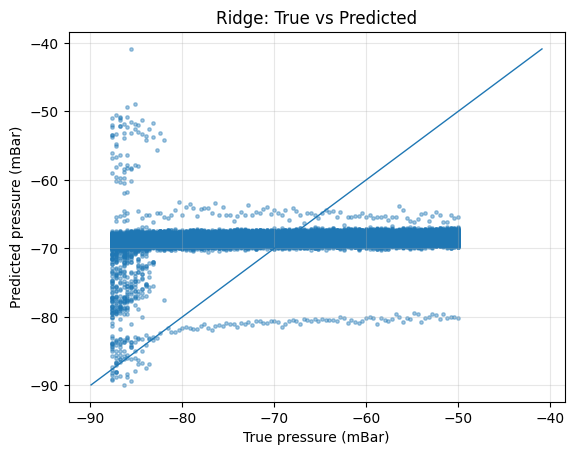 Ridge: True vs Predicted
Predicted pressure (mBar)
−40
−50
−60
−70
−80
−90
−90 −80 −70 −60 −50 −40
True pressure (mBar)